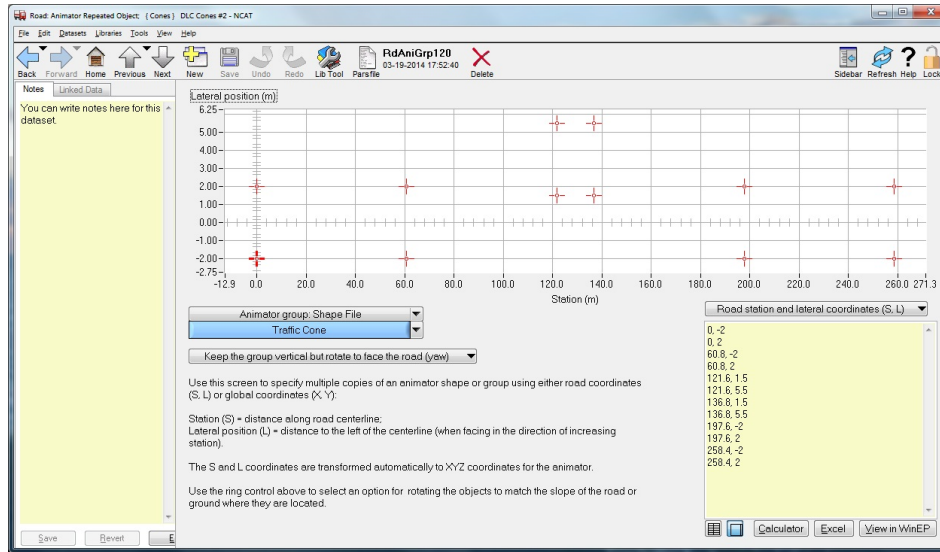 Road: Animator Repeated Object; { Cones } DLC Cones #2 - NCAT
File Edit Datasets Libraries Tools View Help
Back Forward Home Previous Next New Save Undo Redo Lib Tool Parsfile
RdAniGrp120
03-19-2014 17:52:40
Delete
Sidebar Refresh Help Lock
Notes Linked Data
You can write notes here for this
dataset.
Lateral position (m)
6.25
5.00
4.00
3.00
2.00
1.00
0.00
-1.00
-2.00
-2.75
-12.9 0.0 20.0 40.0 60.0 80.0 100.0 120.0 140.0 160.0 180.0 200.0 220.0 240.0 260.0 271.3
Station (m)
Animator group: Shape File
Traffic Cone
Keep the group vertical but rotate to face the road (yaw)
Use this screen to specify multiple copies of an animator shape or group using either road coordinates
(S, L) or global coordinates (X, Y):
Station (S) = distance along road centerline;
Lateral position (L) = distance to the left of the centerline (when facing in the direction of increasing
station).
The S and L coordinates are transformed automatically to XYZ coordinates for the animator.
Use the ring control above to select an option for rotating the objects to match the slope of the road or
ground where they are located.
Road station and lateral coordinates (S, L)
0, -2
0, 2
60.8, -2
60.8, 2
121.6, 1.5
121.6, 5.5
136.8, 1.5
136.8, 5.5
197.6, -2
197.6, 2
258.4, -2
258.4, 2
Save Revert E
Calculator Excel View in WinEP